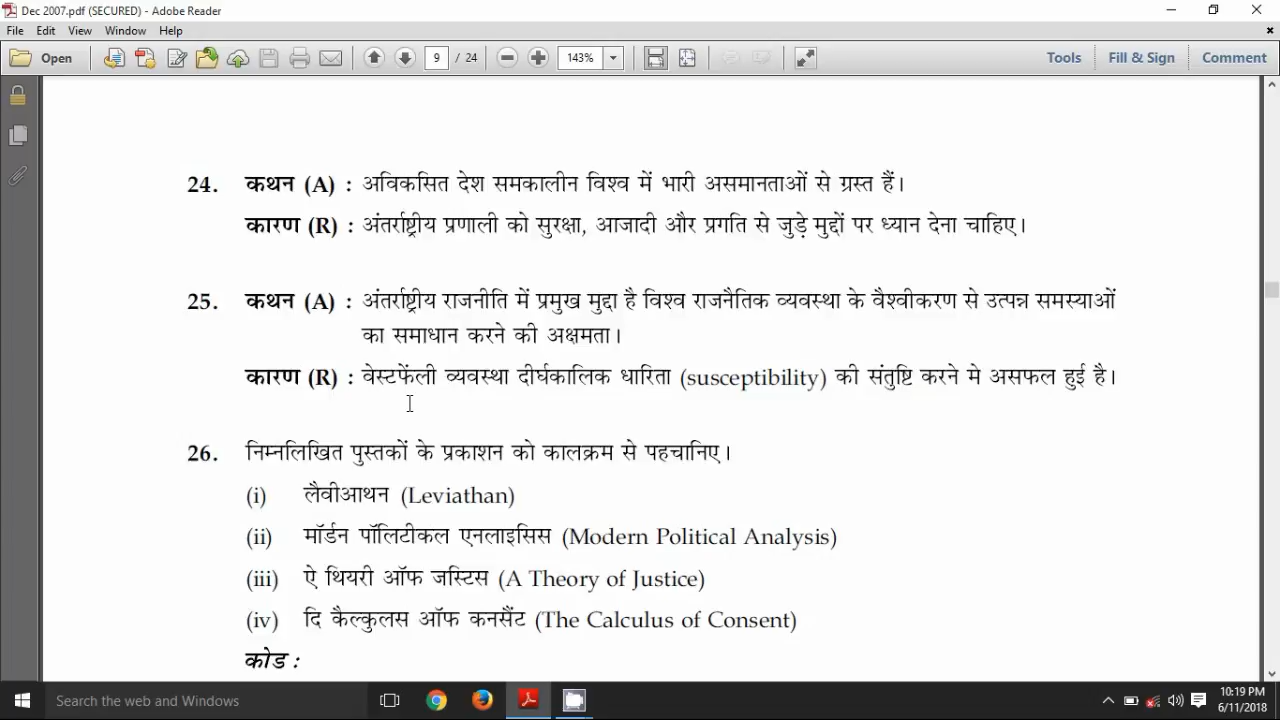 Dec 2007.pdf (SECURED) - Adobe Reader
File Edit View Window Help
Open 9 / 24 143% Tools Fill & Sign Comment
24. कथन (A) : अविकसित देश समकालीन विश्व में भारी असमानताओं से ग्रस्त हैं।
कारण (R) : अंतर्राष्ट्रीय प्रणाली को सुरक्षा, आजादी और प्रगति से जुड़े मुद्दों पर ध्यान देना चाहिए।
25. कथन (A) : अंतर्राष्ट्रीय राजनीति में प्रमुख मुद्दा है विश्व राजनैतिक व्यवस्था के वैश्वीकरण से उत्पन्न समस्याओं
का समाधान करने की अक्षमता।
कारण (R) : वेस्टफेंली व्यवस्था दीर्घकालिक धारिता (susceptibility) की संतुष्टि करने मे असफल हुई है।
26. निम्नलिखित पुस्तकों के प्रकाशन को कालक्रम से पहचानिए।
(i) लैवीआथन (Leviathan)
(ii) मॉर्डन पॉलिटीकल एनलाइसिस (Modern Political Analysis)
(iii) ऐ थियरी ऑफ जस्टिस (A Theory of Justice)
(iv) दि कैल्कुलस ऑफ कनसैंट (The Calculus of Consent)
कोड :
Search the web and Windows
10:19 PM
6/11/2018